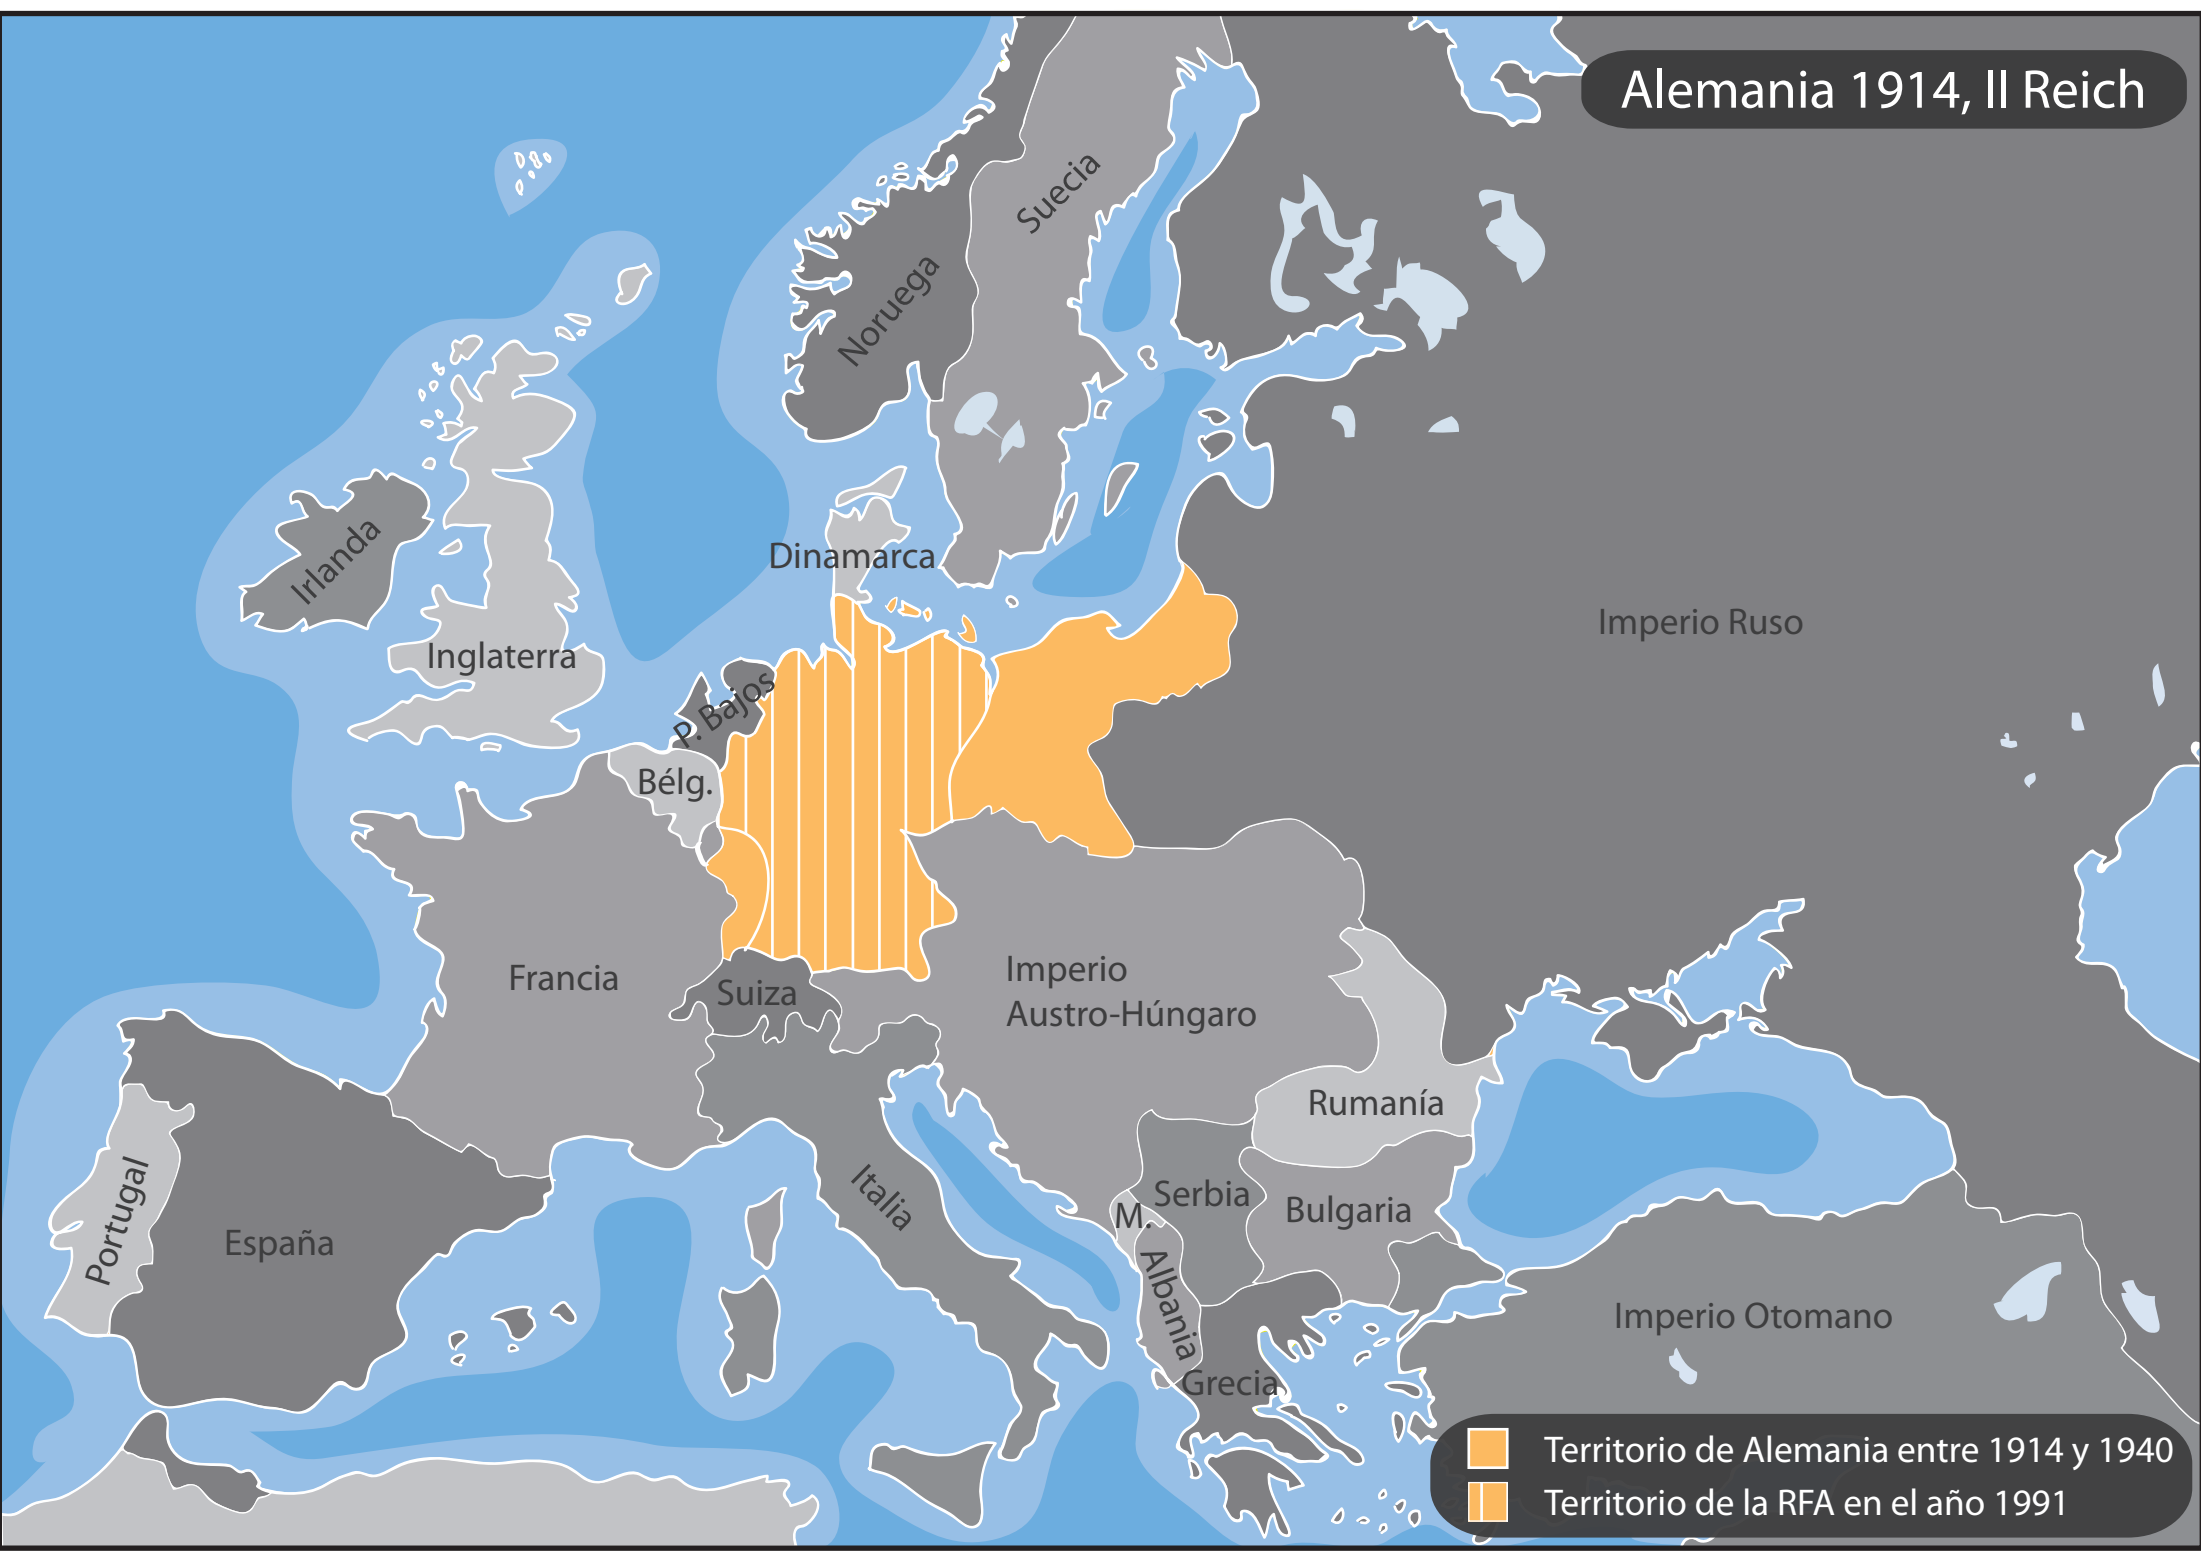 Alemania 1914, II Reich
Suecia
Noruega
Irlanda
Dinamarca
Inglaterra
Imperio Ruso
P. Bajos
Bélg.
Francia
Suiza
Imperio
Austro-Húngaro
Rumanía
Portugal
España
Italia
Serbia
M.
Bulgaria
Albania
Grecia
Imperio Otomano
Territorio de Alemania entre 1914 y 1940
Territorio de la RFA en el año 1991